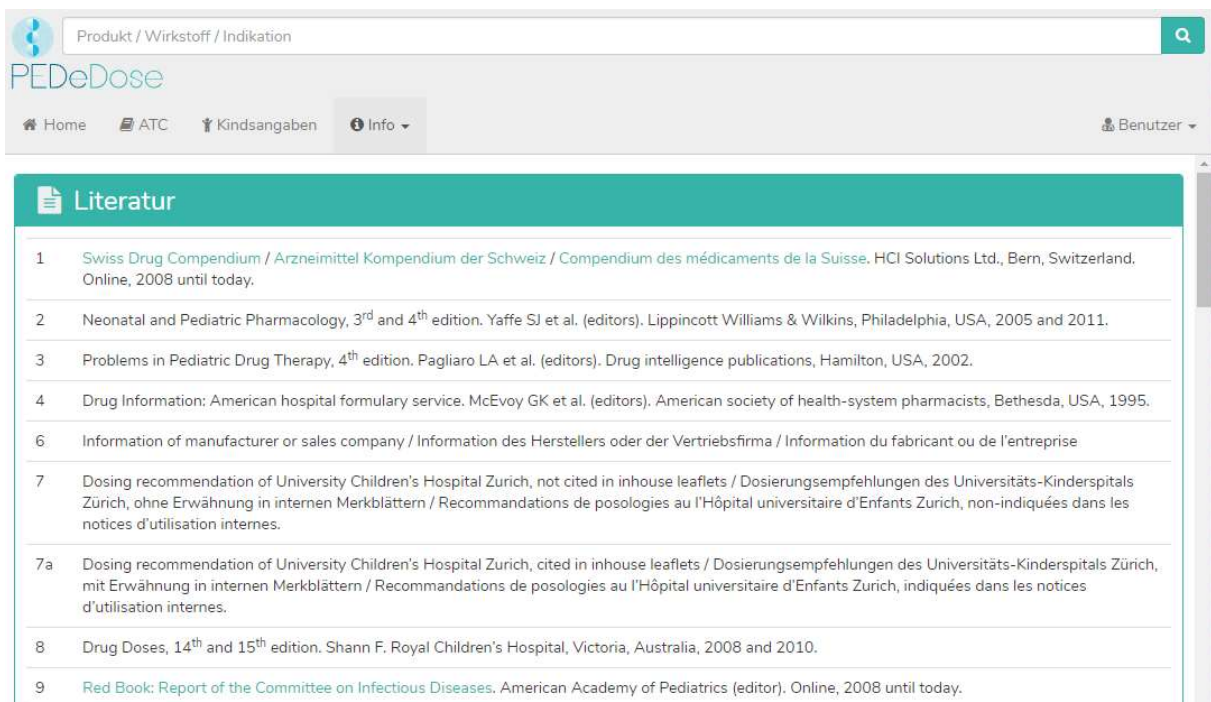 Produkt / Wirkstoff / Indikation
PEDeDose
Home
ATC
Kindsangaben
Info
Benutzer
Literatur
1 Swiss Drug Compendium / Arzneimittel Kompendium der Schweiz / Compendium des médicaments de la Suisse. HCI Solutions Ltd., Bern, Switzerland.
Online, 2008 until today.
2 Neonatal and Pediatric Pharmacology, 3rd and 4th edition. Yaffe SJ et al. (editors). Lippincott Williams & Wilkins, Philadelphia, USA, 2005 and 2011.
3 Problems in Pediatric Drug Therapy, 4th edition. Pagliaro LA et al. (editors). Drug intelligence publications, Hamilton, USA, 2002.
4 Drug Information: American hospital formulary service. McEvoy GK et al. (editors). American society of health-system pharmacists, Bethesda, USA, 1995.
6 Information of manufacturer or sales company / Information des Herstellers oder der Vertriebsfirma / Information du fabricant ou de l'entreprise
7 Dosing recommendation of University Children's Hospital Zurich, not cited in inhouse leaflets / Dosierungsempfehlungen des Universitäts-Kinderspitals
Zürich, ohne Erwähnung in internen Merkblättern / Recommandations de posologies au l'Hôpital universitaire d'Enfants Zurich, non-indiquées dans les
notices d'utilisation internes.
7a Dosing recommendation of University Children's Hospital Zurich, cited in inhouse leaflets / Dosierungsempfehlungen des Universitäts-Kinderspitals Zürich,
mit Erwähnung in internen Merkblättern / Recommandations de posologies au l'Hôpital universitaire d'Enfants Zurich, indiquées dans les notices
d'utilisation internes.
8 Drug Doses, 14th and 15th edition. Shann F. Royal Children's Hospital, Victoria, Australia, 2008 and 2010.
9 Red Book: Report of the Committee on Infectious Diseases. American Academy of Pediatrics (editor). Online, 2008 until today.